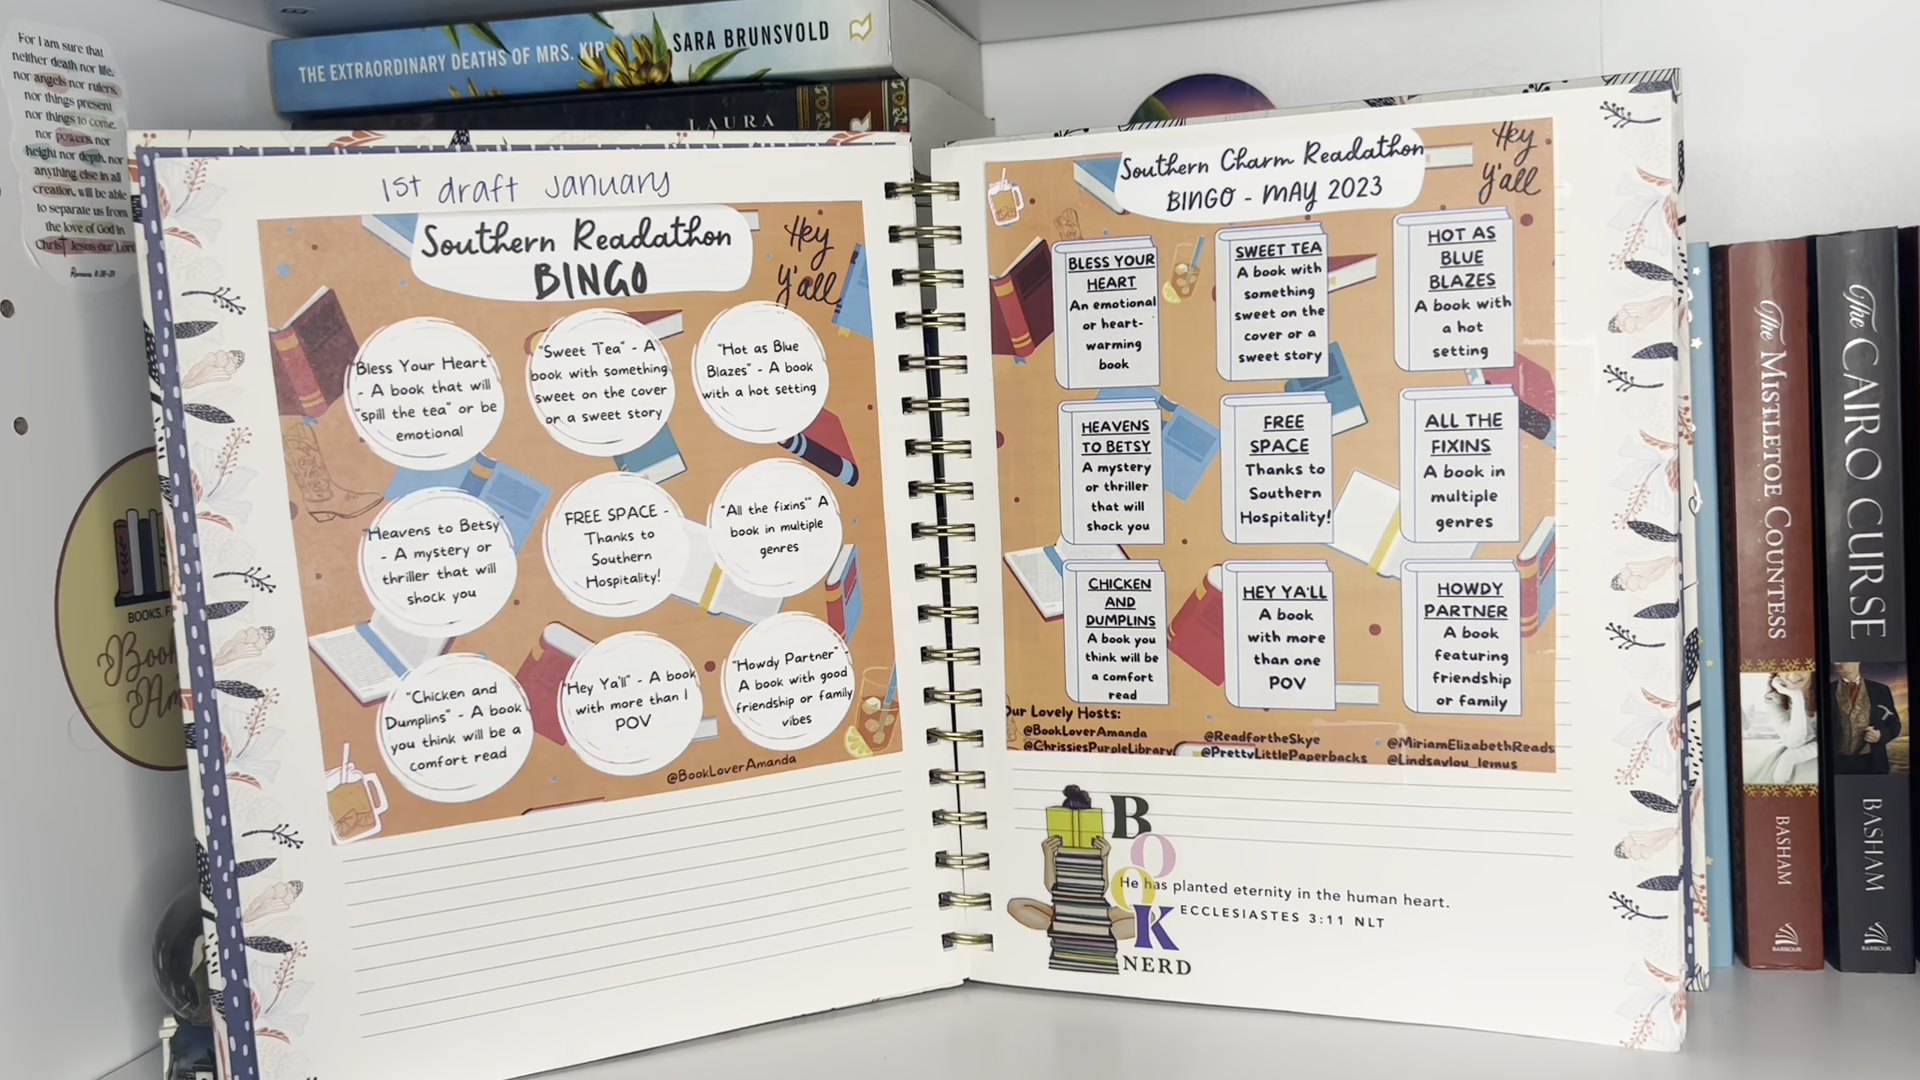 For I am sure that
neither death nor life,
nor angels nor rulers,
nor things present
nor things to come,
nor powers, nor
height nor depth, nor
anything else in all
creation, will be able
to separate us from
the love of God in
Christ Jesus our Lord
Romans 8:38-39
THE EXTRAORDINARY DEATHS OF MRS. KIP
SARA BRUNSVOLD
LAURA
BOOKS, F
1st draft January
Southern Readathon
BINGO
Hey
Y'all
"Bless Your Heart"
- A book that will
"spill the tea" or be
emotional
"Sweet Tea" - A
book with something
sweet on the cover
or a sweet story
"Hot as Blue
Blazes" - A book
with a hot setting
"Heavens to Betsy"
- A mystery or
thriller that will
shock you
FREE SPACE -
Thanks to
Southern
Hospitality!
"All the fixins'" A
book in multiple
genres
"Chicken and
Dumplins" - A book
you think will be a
comfort read
"Hey Ya'll" - A book
with more than 1
POV
"Howdy Partner" -
A book with good
friendship or family
vibes
@BookLoverAmanda
Southern Charm Readathon
BINGO - MAY 2023
Hey
Y'all
BLESS YOUR
HEART
An emotional
or heart-
warming
book
SWEET TEA
A book with
something
sweet on the
cover or a
sweet story
HOT AS
BLUE
BLAZES
A book with
a hot
setting
HEAVENS
TO BETSY
A mystery
or thriller
that will
shock you
FREE
SPACE
Thanks to
Southern
Hospitality!
ALL THE
FIXINS
A book in
multiple
genres
CHICKEN
AND
DUMPLINS
A book you
think will be
a comfort
read
HEY YA'LL
A book
with more
than one
POV
HOWDY
PARTNER
A book
featuring
friendship
or family
Our Lovely Hosts:
@BookLoverAmanda
@ChrissiesPurpleLibrary
@ReadfortheSkye
@PrettyLittlePaperbacks
@MiriamElizabethReads
@Lindsaylou_lemus
BOOK
NERD
He has planted eternity in the human heart.
ECCLESIASTES 3:11 NLT
The MISTLETOE COUNTESS
BASHAM
BARBOUR
The CAIRO CURSE
BASHAM
BARBOUR